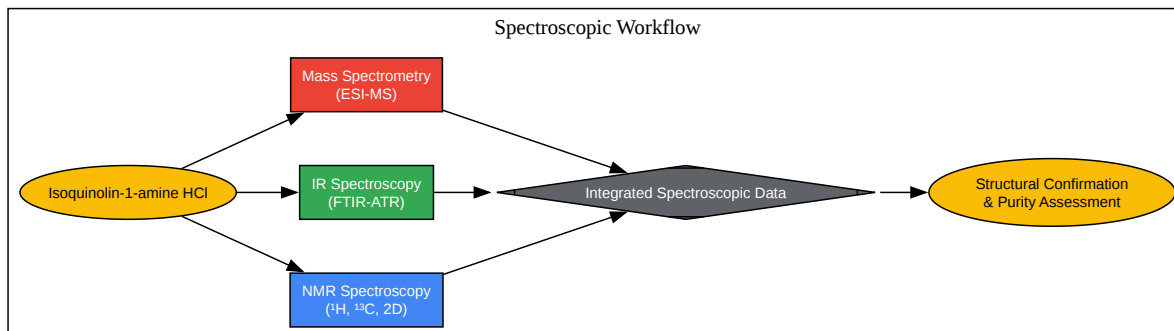 Spectroscopic Workflow
Mass Spectrometry
(ESI-MS)
Isoquinolin-1-amine HCl
IR Spectroscopy
(FTIR-ATR)
Integrated Spectroscopic Data
Structural Confirmation
& Purity Assessment
NMR Spectroscopy
(¹H, ¹³C, 2D)